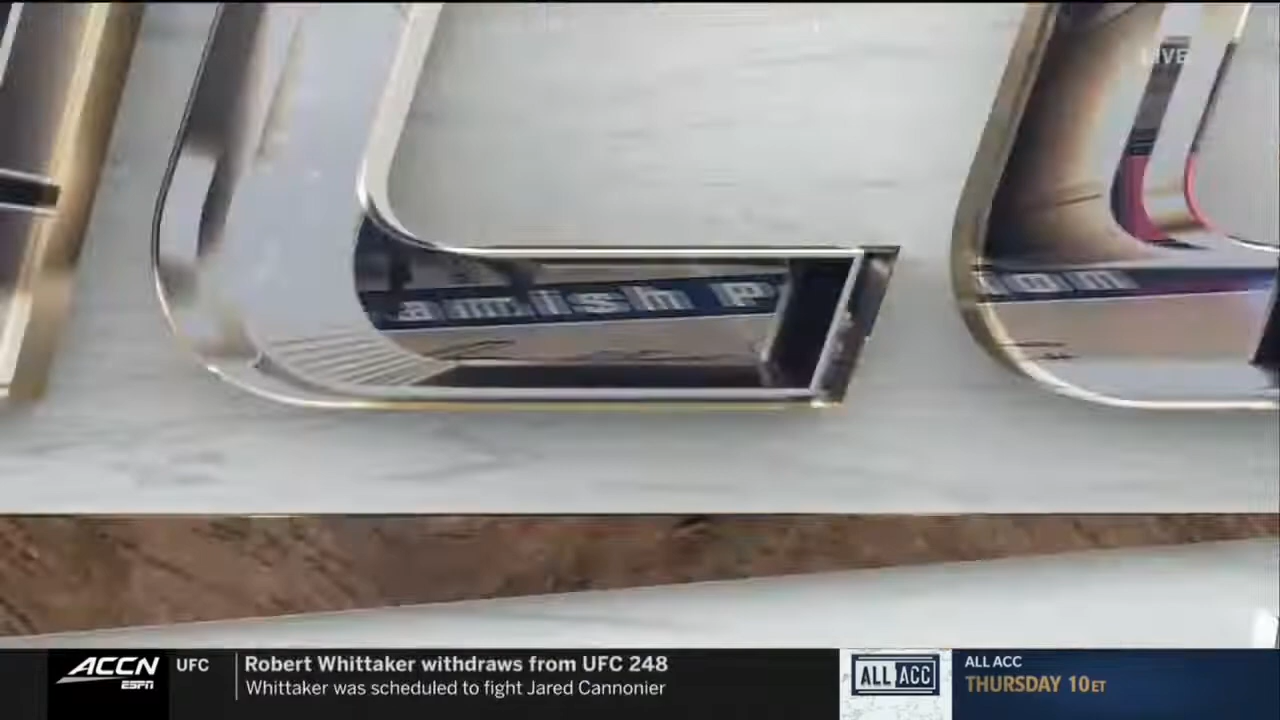 LIVE
amish P
om
ACCN
ESPN
UFC
Robert Whittaker withdraws from UFC 248
Whittaker was scheduled to fight Jared Cannonier
ALL ACC
ALL ACC
THURSDAY 10ET